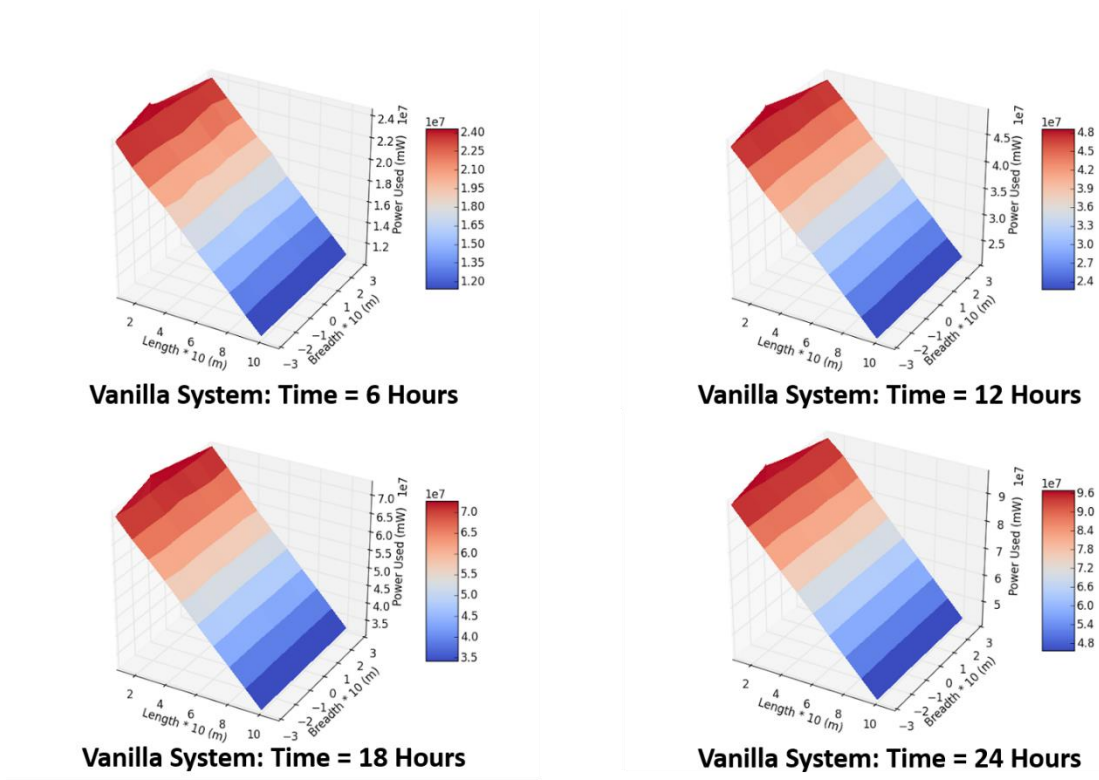 1e7
2.4
2.2
2.0
1.8
1.6
1.4
1.2
Power Used (mW)
2 4 6 8 10
Length * 10 (m)
−3 −2 −1 0 1 2 3
Breadth * 10 (m)
1e7
2.40
2.25
2.10
1.95
1.80
1.65
1.50
1.35
1.20
Vanilla System: Time = 6 Hours
1e7
4.5
4.0
3.5
3.0
2.5
Power Used (mW)
2 4 6 8 10
Length * 10 (m)
−3 −2 −1 0 1 2 3
Breadth * 10 (m)
1e7
4.8
4.5
4.2
3.9
3.6
3.3
3.0
2.7
2.4
Vanilla System: Time = 12 Hours
1e7
7.0
6.5
6.0
5.5
5.0
4.5
4.0
3.5
Power Used (mW)
2 4 6 8 10
Length * 10 (m)
−3 −2 −1 0 1 2 3
Breadth * 10 (m)
1e7
7.0
6.5
6.0
5.5
5.0
4.5
4.0
3.5
Vanilla System: Time = 18 Hours
1e7
9
8
7
6
5
Power Used (mW)
2 4 6 8 10
Length * 10 (m)
−3 −2 −1 0 1 2 3
Breadth * 10 (m)
1e7
9.6
9.0
8.4
7.8
7.2
6.6
6.0
5.4
4.8
Vanilla System: Time = 24 Hours